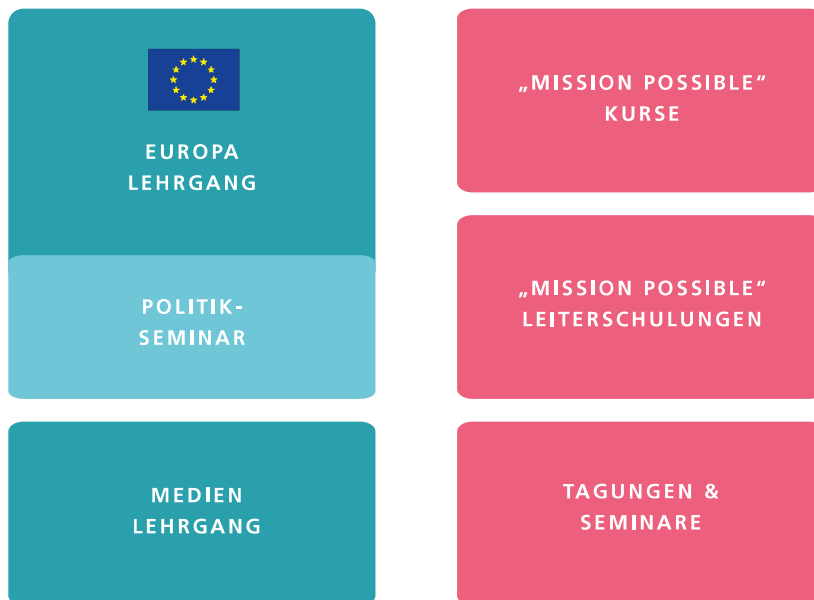 EUROPA
LEHRGANG
POLITIK-
SEMINAR
MEDIEN
LEHRGANG
„MISSION POSSIBLE“
KURSE
„MISSION POSSIBLE“
LEITERSCHULUNGEN
TAGUNGEN &
SEMINARE